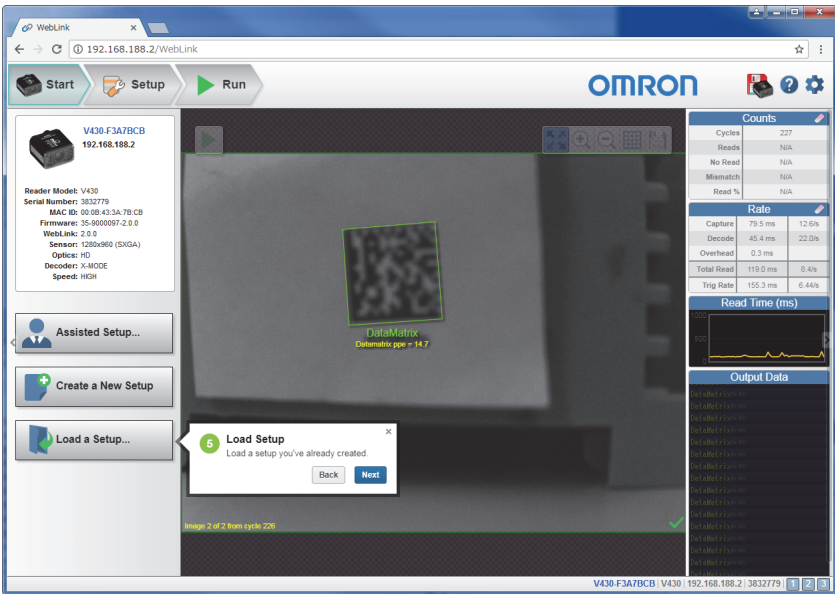 WebLink
192.168.188.2/WebLink
Start
Setup
Run
OMRON
V430-F3A7BCB
192.168.188.2
Reader Model: V430
Serial Number: 3832779
MAC ID: 00:0B:43:3A:7B:CB
Firmware: 35-9000097-2.0.0
WebLink: 2.0.0
Sensor: 1280x960 (SXGA)
Optics: HD
Decoder: X-MODE
Speed: HIGH
Assisted Setup...
Create a New Setup
Load a Setup...
DataMatrix
Datamatrix ppe = 14.7
5 Load Setup
Load a setup you've already created.
Back Next
Image 2 of 2 from cycle 226
Counts
Cycles 227
Reads N/A
No Read N/A
Mismatch N/A
Read % N/A
Rate
Capture 79.5 ms 12.6/s
Decode 45.4 ms 22.0/s
Overhead 0.3 ms
Total Read 119.0 ms 8.4/s
Trig Rate 155.3 ms 6.44/s
Read Time (ms)
1000
500
0
Output Data
V430-F3A7BCB | V430 | 192.168.188.2 | 3832779 | 1 2 3